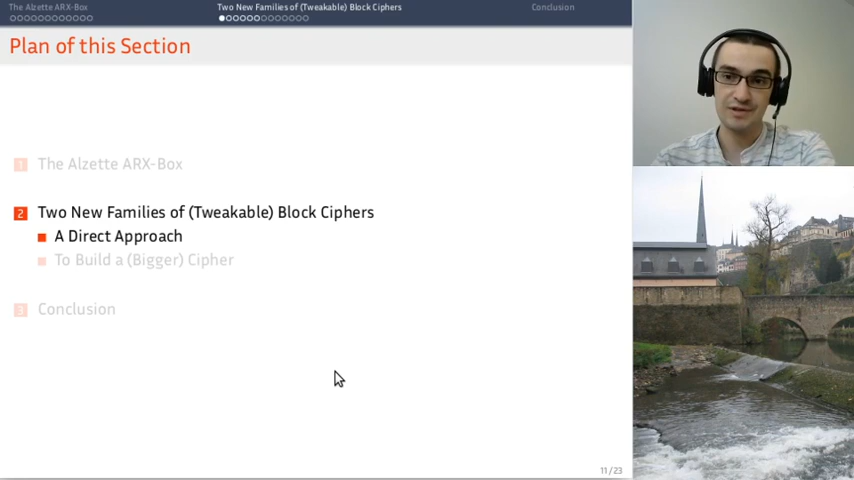 The Alzette ARX-Box
Two New Families of (Tweakable) Block Ciphers
Conclusion
Plan of this Section
1 The Alzette ARX-Box
2 Two New Families of (Tweakable) Block Ciphers
A Direct Approach
To Build a (Bigger) Cipher
3 Conclusion
11/23